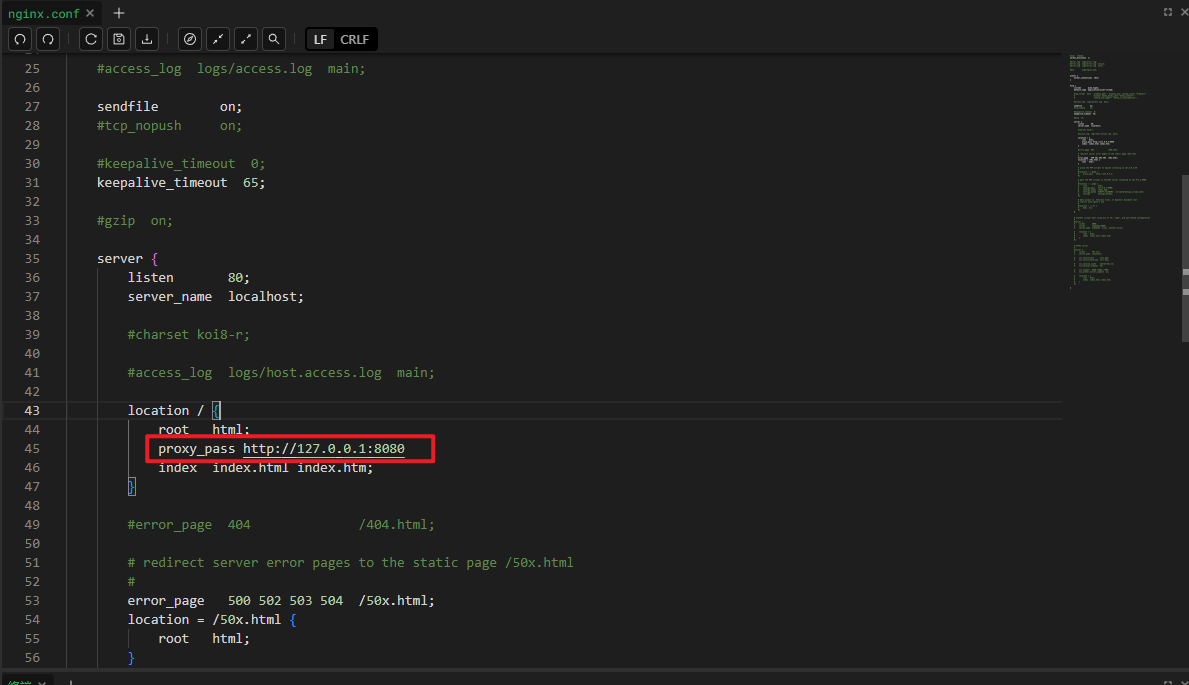 nginx.conf
LF CRLF
25 #access_log logs/access.log main;
26
27 sendfile on;
28 #tcp_nopush on;
29
30 #keepalive_timeout 0;
31 keepalive_timeout 65;
32
33 #gzip on;
34
35 server {
36 listen 80;
37 server_name localhost;
38
39 #charset koi8-r;
40
41 #access_log logs/host.access.log main;
42
43 location / {
44 root html;
45 proxy_pass http://127.0.0.1:8080
46 index index.html index.htm;
47 }
48
49 #error_page 404 /404.html;
50
51 # redirect server error pages to the static page /50x.html
52 #
53 error_page 500 502 503 504 /50x.html;
54 location = /50x.html {
55 root html;
56 }